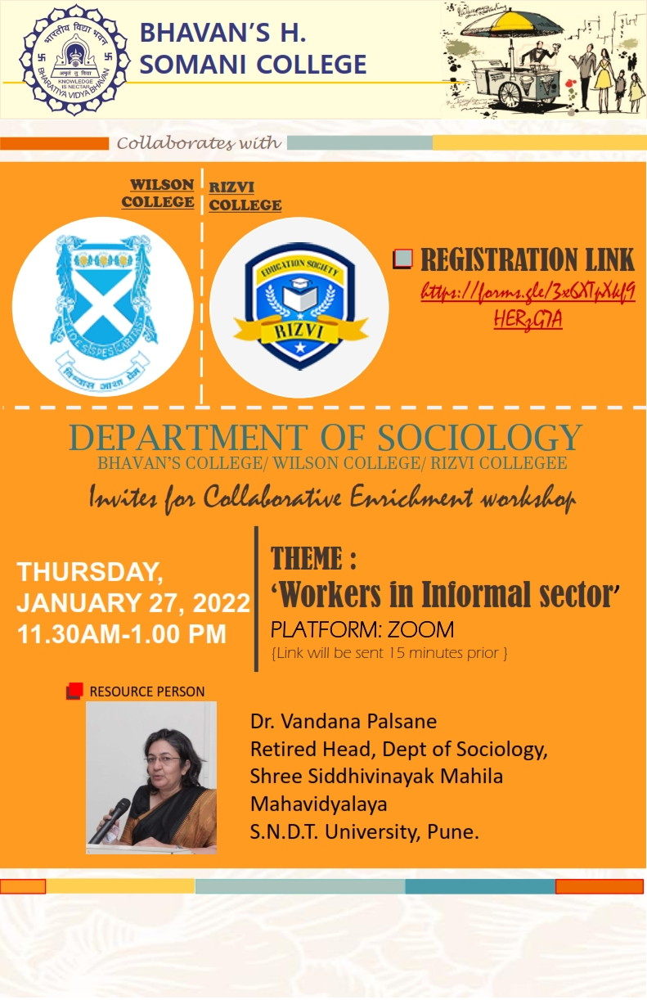 भारतीय विद्या भवन
अमृतं तु विद्या
KNOWLEDGE
IS NECTAR
BHARATIYA VIDYA BHAVAN
BHAVAN'S H.
SOMANI COLLEGE
Collaborates with
WILSON
COLLEGE
RIZVI
COLLEGE
SPES
CARITAS
विश्वास आशा प्रेम
EDUCATION SOCIETY
RIZVI
REGISTRATION LINK
https://forms.gle/3x6XTpXkf9
HERzG7A
DEPARTMENT OF SOCIOLOGY
BHAVAN'S COLLEGE/ WILSON COLLEGE/ RIZVI COLLEGEE
Invites for Collaborative Enrichment workshop
THURSDAY,
JANUARY 27, 2022
11.30AM-1.00 PM
THEME :
‘Workers in Informal sector’
PLATFORM: ZOOM
{Link will be sent 15 minutes prior }
RESOURCE PERSON
Dr. Vandana Palsane
Retired Head, Dept of Sociology,
Shree Siddhivinayak Mahila
Mahavidyalaya
S.N.D.T. University, Pune.